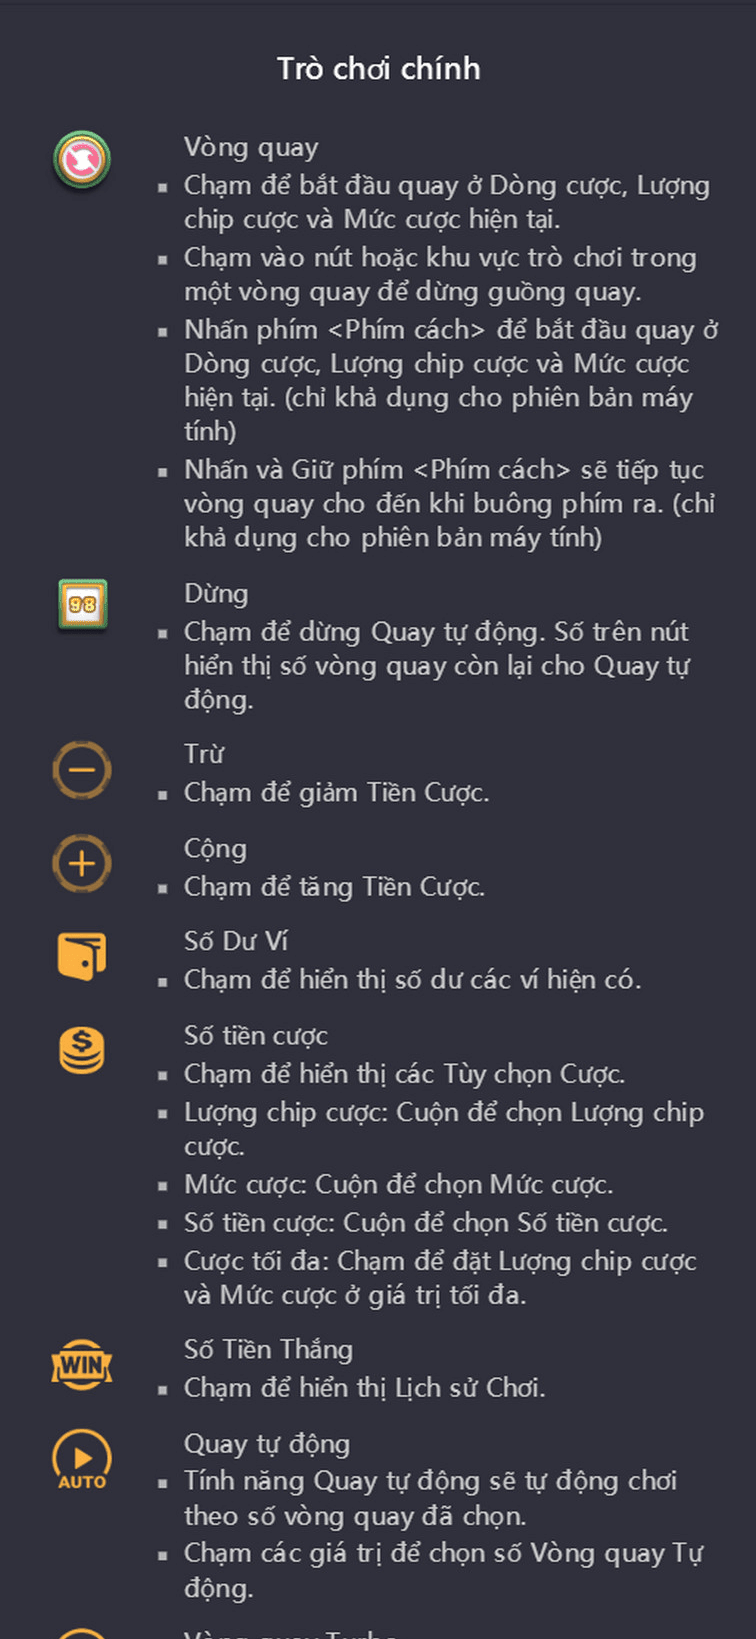 Trò chơi chính
Vòng quay
▪ Chạm để bắt đầu quay ở Dòng cược, Lượng
chip cược và Mức cược hiện tại.
▪ Chạm vào nút hoặc khu vực trò chơi trong
một vòng quay để dừng guồng quay.
▪ Nhấn phím <Phím cách> để bắt đầu quay ở
Dòng cược, Lượng chip cược và Mức cược
hiện tại. (chỉ khả dụng cho phiên bản máy
tính)
▪ Nhấn và Giữ phím <Phím cách> sẽ tiếp tục
vòng quay cho đến khi buông phím ra. (chỉ
khả dụng cho phiên bản máy tính)
98
Dừng
▪ Chạm để dừng Quay tự động. Số trên nút
hiển thị số vòng quay còn lại cho Quay tự
động.
Trừ
▪ Chạm để giảm Tiền Cược.
Cộng
▪ Chạm để tăng Tiền Cược.
Số Dư Ví
▪ Chạm để hiển thị số dư các ví hiện có.
$
Số tiền cược
▪ Chạm để hiển thị các Tùy chọn Cược.
▪ Lượng chip cược: Cuộn để chọn Lượng chip
cược.
▪ Mức cược: Cuộn để chọn Mức cược.
▪ Số tiền cược: Cuộn để chọn Số tiền cược.
▪ Cược tối đa: Chạm để đặt Lượng chip cược
và Mức cược ở giá trị tối đa.
WIN
Số Tiền Thắng
▪ Chạm để hiển thị Lịch sử Chơi.
AUTO
Quay tự động
▪ Tính năng Quay tự động sẽ tự động chơi
theo số vòng quay đã chọn.
▪ Chạm các giá trị để chọn số Vòng quay Tự
động.